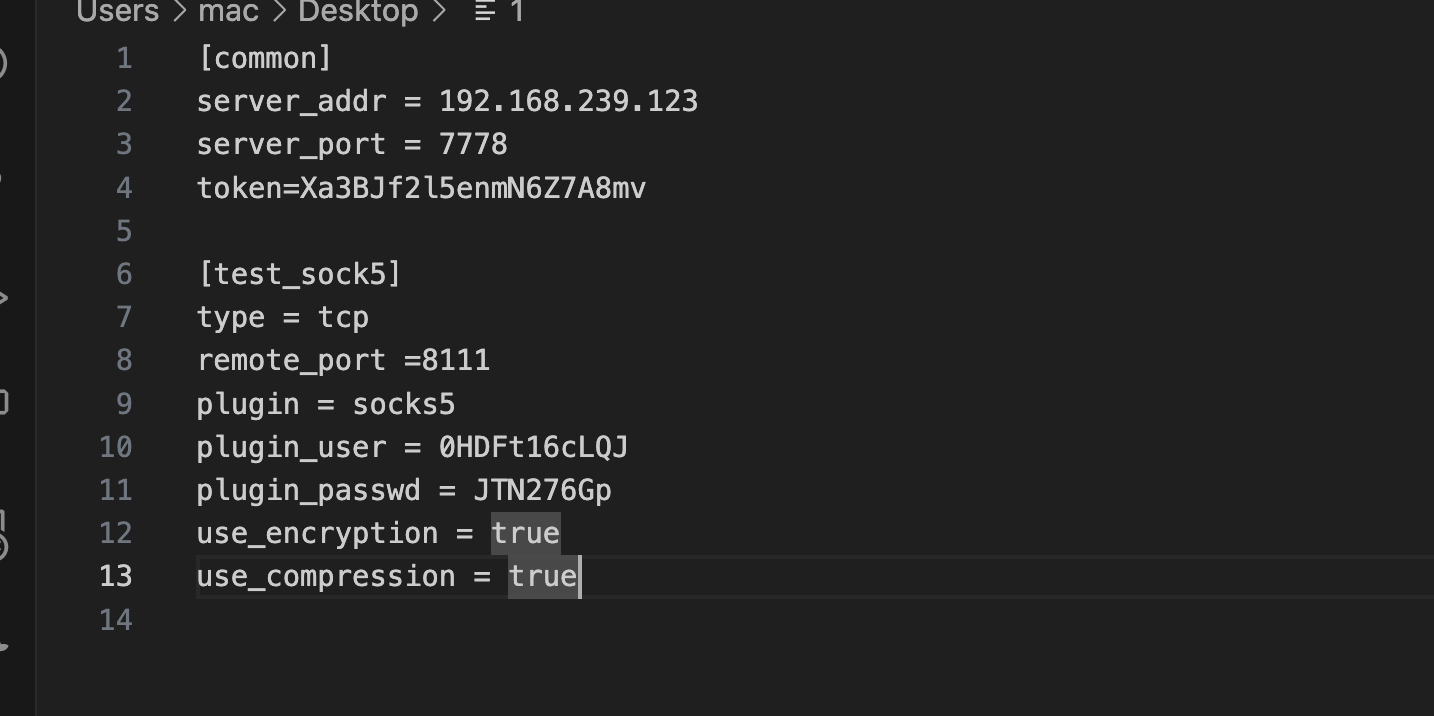 Users > mac > Desktop > 1
1 [common]
2 server_addr = 192.168.239.123
3 server_port = 7778
4 token=Xa3BJf2l5enmN6Z7A8mv
5
6 [test_sock5]
7 type = tcp
8 remote_port =8111
9 plugin = socks5
10 plugin_user = 0HDFt16cLQJ
11 plugin_passwd = JTN276Gp
12 use_encryption = true
13 use_compression = true
14